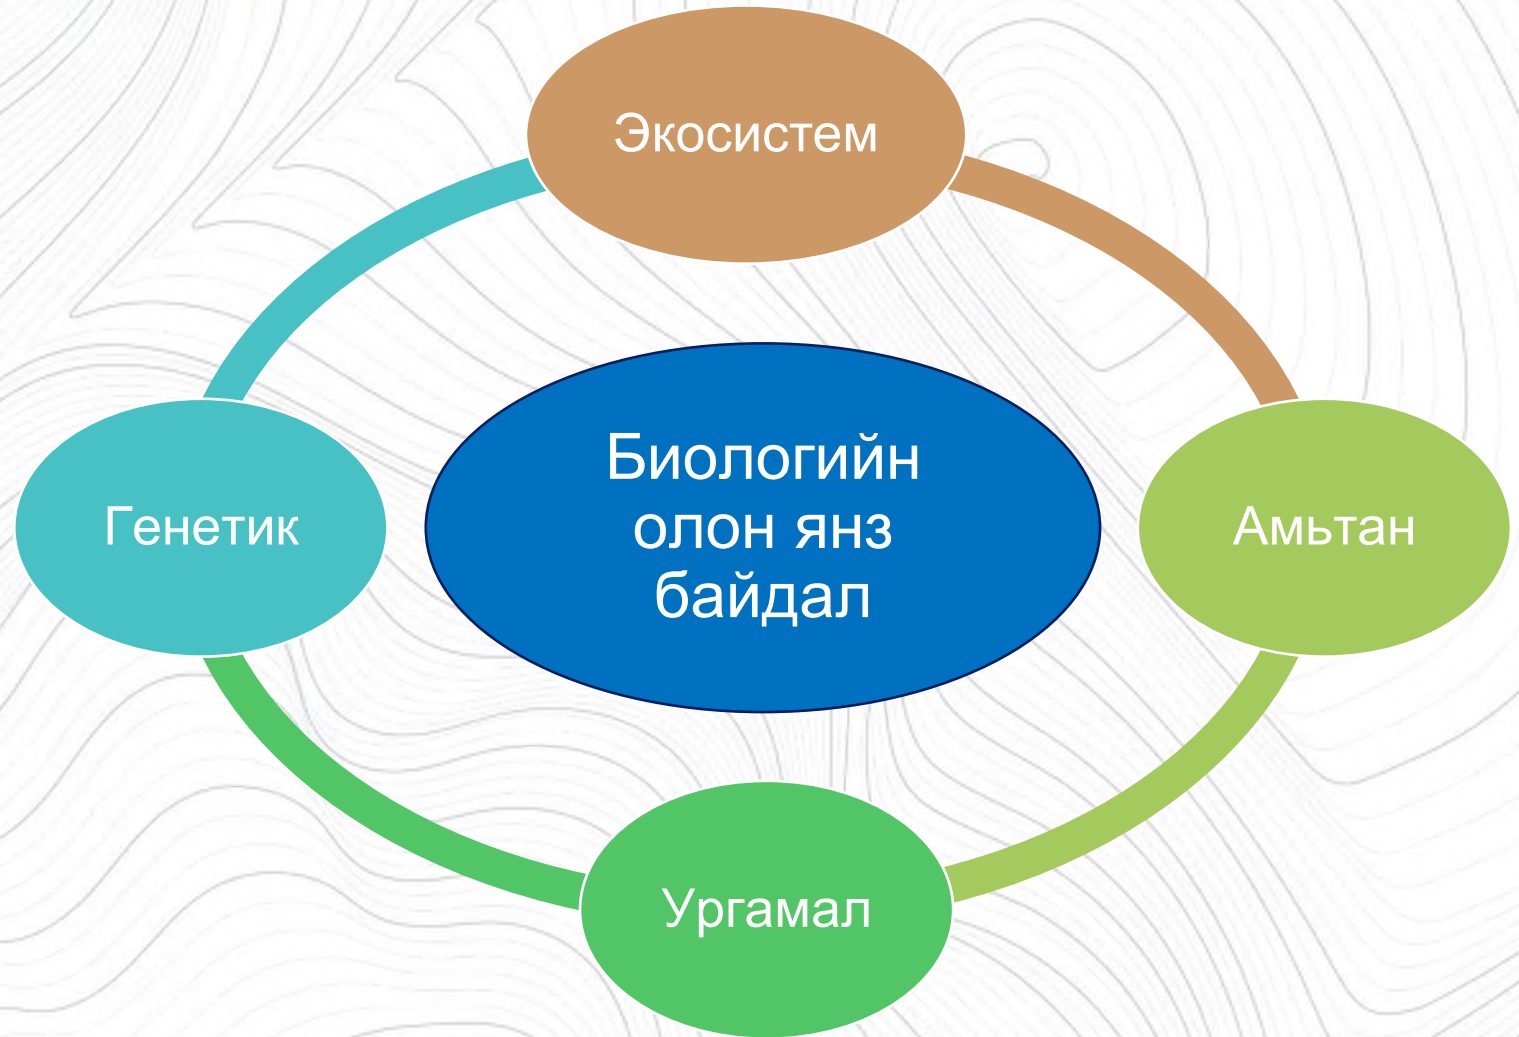 Экосистем
Генетик
Биологийн
олон янз
байдал
Амьтан
Ургамал